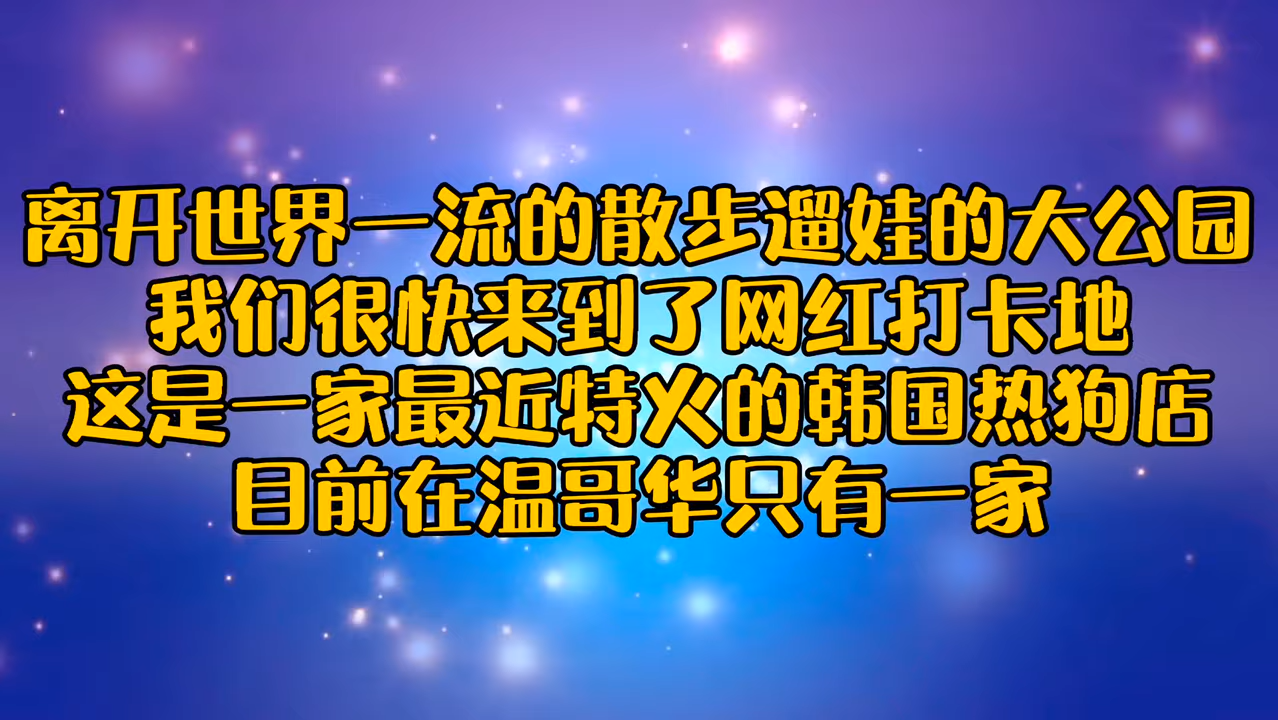 离开世界一流的散步遛娃的大公园
我们很快来到了网红打卡地
这是一家最近特火的韩国热狗店
目前在温哥华只有一家